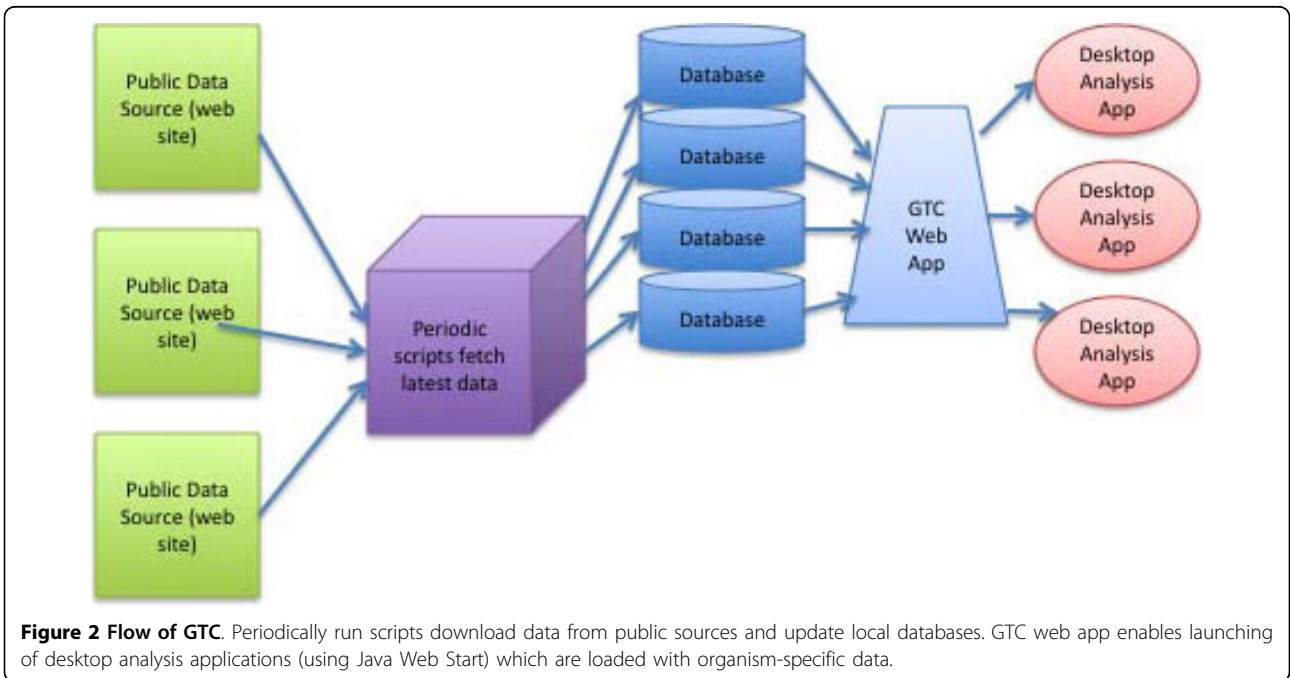 Public Data
Source (web
site)
Public Data
Source (web
site)
Public Data
Source (web
site)
Periodic
scripts fetch
latest data
Database
Database
Database
Database
GTC
Web
App
Desktop
Analysis
App
Desktop
Analysis
App
Desktop
Analysis
App
Figure 2 Flow of GTC. Periodically run scripts download data from public sources and update local databases. GTC web app enables launching
of desktop analysis applications (using Java Web Start) which are loaded with organism-specific data.